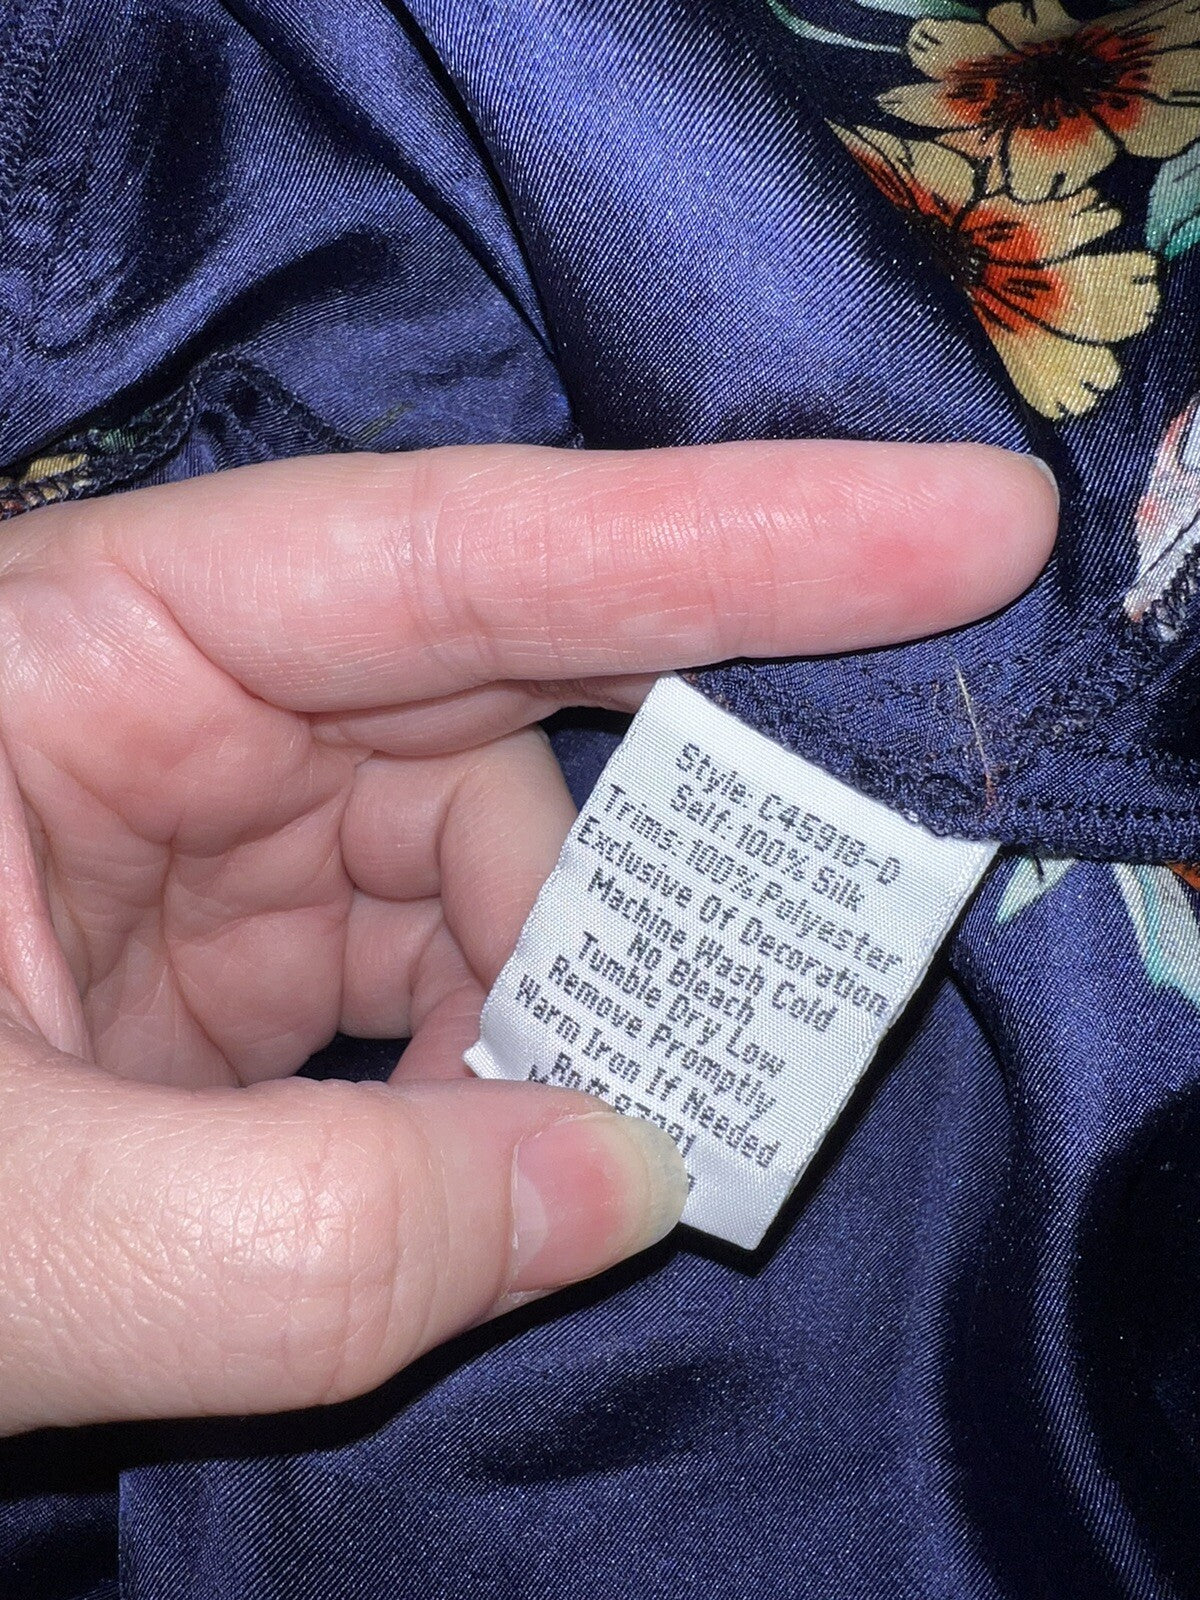 Style: C45918-D
Self: 100% Silk
Trims: 100% Polyester
Exclusive Of Decoration
Machine Wash Cold
No Bleach
Tumble Dry Low
Remove Promptly
Warm Iron If Needed
Rn#